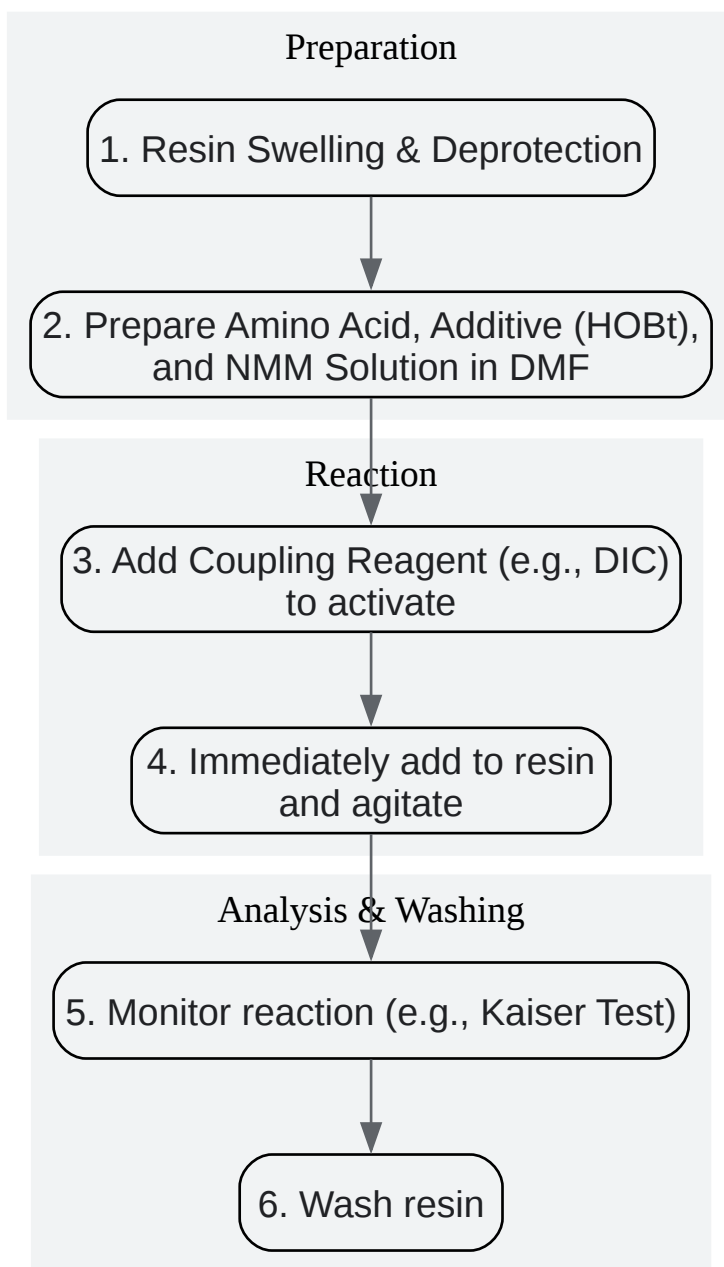 Preparation
1. Resin Swelling & Deprotection
2. Prepare Amino Acid, Additive (HOBt),
and NMM Solution in DMF
Reaction
3. Add Coupling Reagent (e.g., DIC)
to activate
4. Immediately add to resin
and agitate
Analysis & Washing
5. Monitor reaction (e.g., Kaiser Test)
6. Wash resin